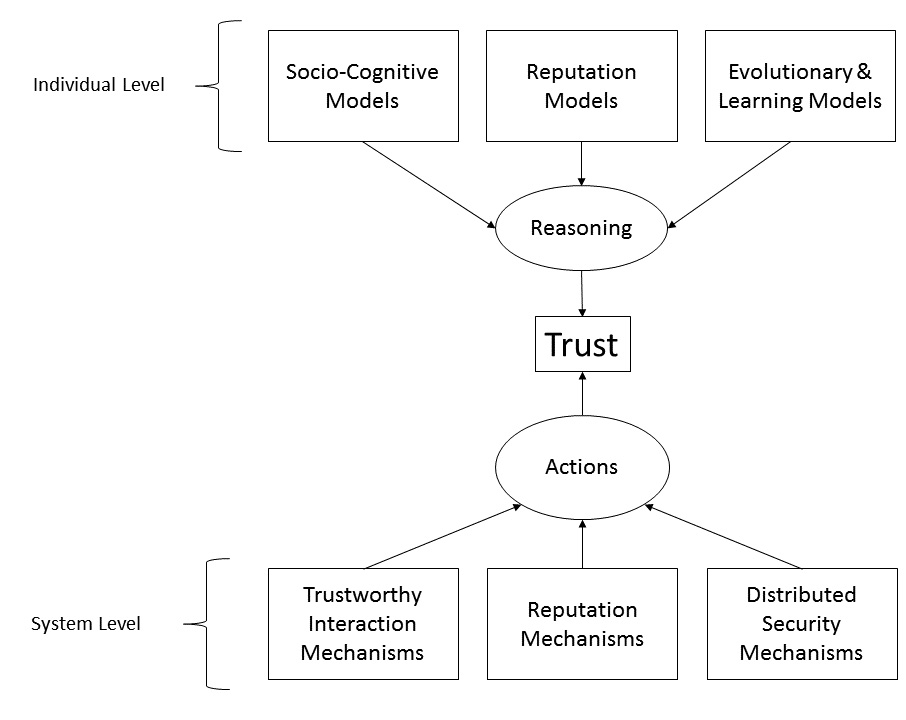 Individual Level
Socio-Cognitive
Models
Reputation
Models
Evolutionary &
Learning Models
Reasoning
Trust
Actions
System Level
Trustworthy
Interaction
Mechanisms
Reputation
Mechanisms
Distributed
Security
Mechanisms